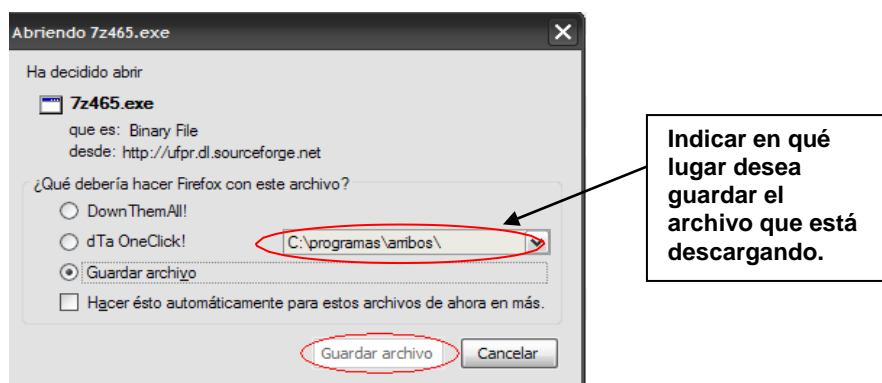 Abriendo 7z465.exe
Ha decidido abrir
7z465.exe
que es: Binary File
desde: http://ufpr.dl.sourceforge.net
¿Qué debería hacer Firefox con este archivo?
DownThemAll!
dTa OneClick!
C:\programas\arribos\
Guardar archivo
Hacer ésto automáticamente para estos archivos de ahora en más.
Guardar archivo
Cancelar
Indicar en qué
lugar desea
guardar el
archivo que está
descargando.